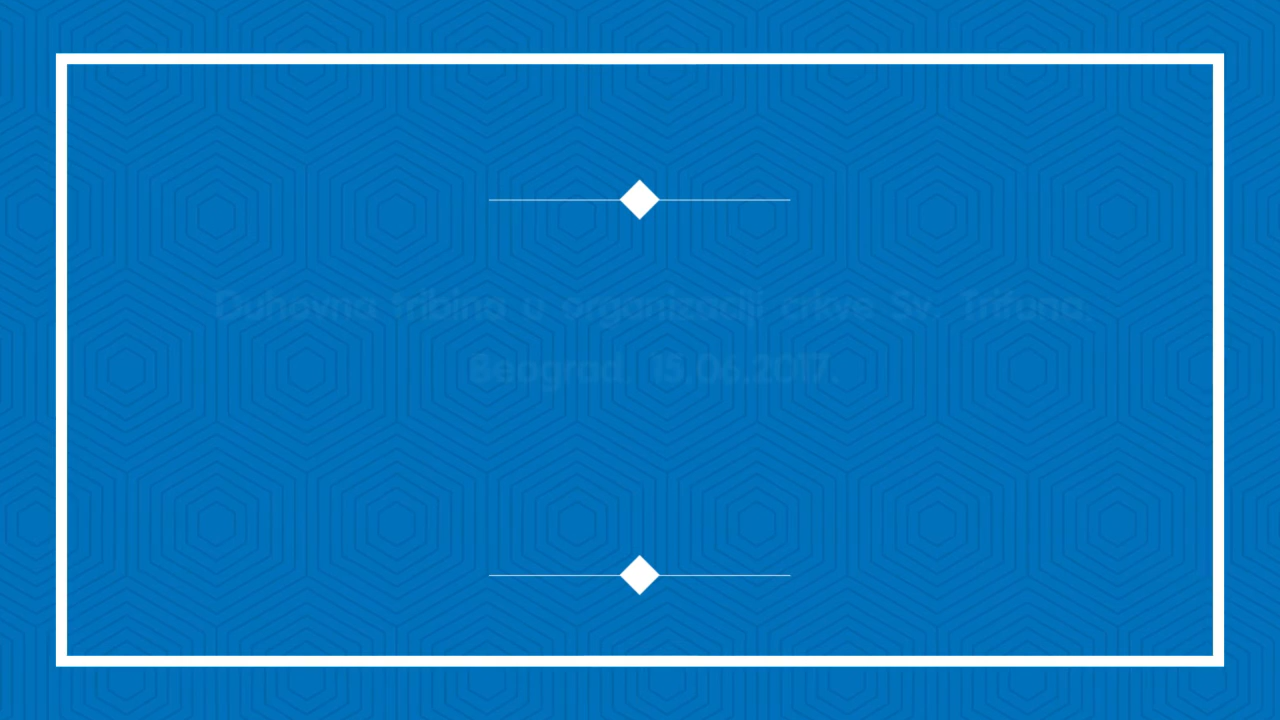 Duhovna tribina u organizaciji crkve Sv. Trifuna
Beograd, 15.06.2017.